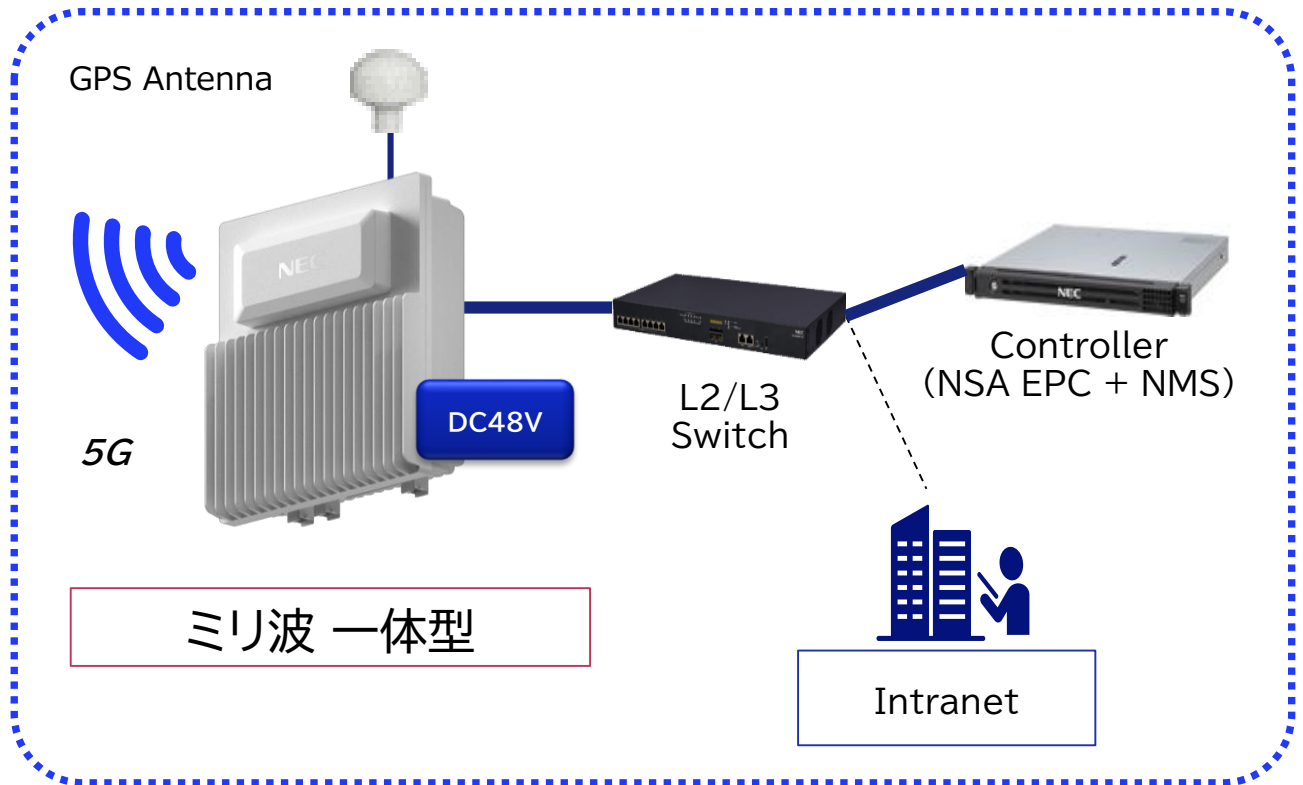 GPS Antenna
NEC
NEC
DC48V
5G
L2/L3
Switch
Controller
（NSA EPC + NMS）
ミリ波 一体型
Intranet